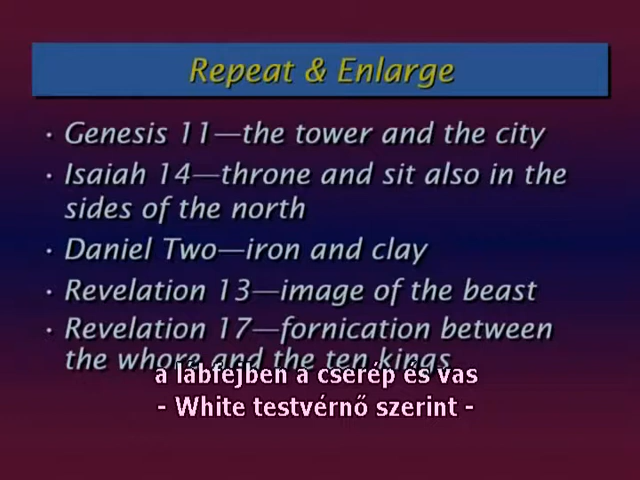 Repeat & Enlarge
· Genesis 11—the tower and the city
· Isaiah 14—throne and sit also in the
sides of the north
· Daniel Two—iron and clay
· Revelation 13—image of the beast
· Revelation 17—fornication between
the whore and the ten kings
a lábfejben a cserép és vas
- White testvérnő szerint -